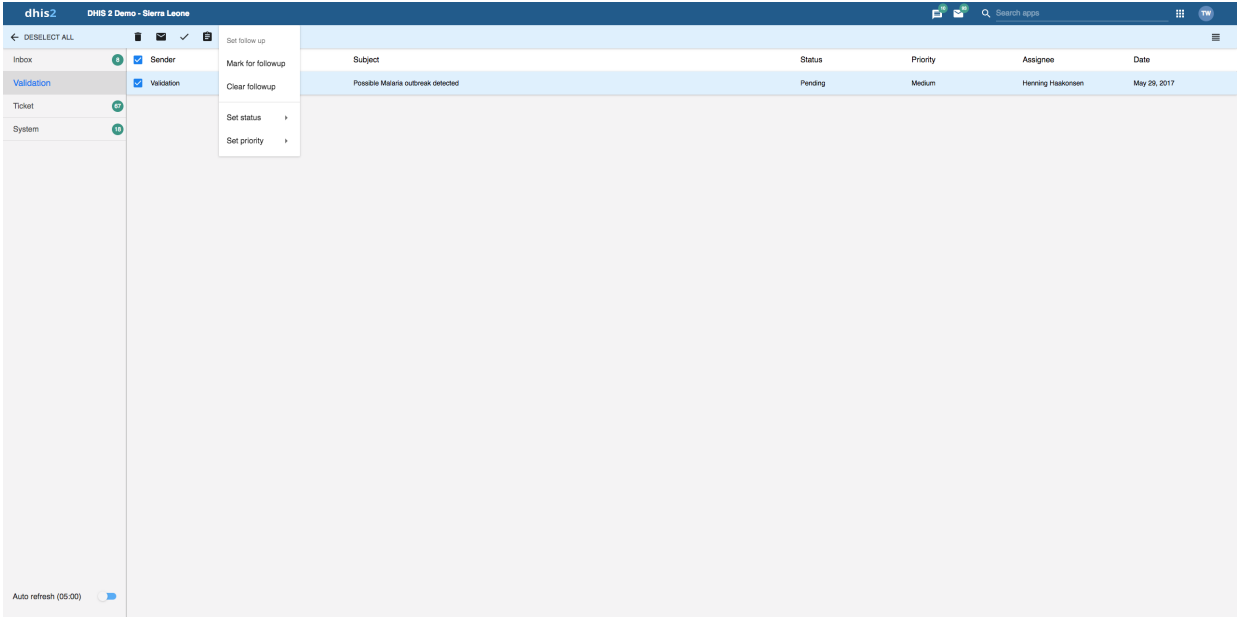 dhis2 DHIS 2 Demo - Sierra Leone Search apps TW
DESELECT ALL
Set follow up
Mark for followup
Clear followup
Set status
Set priority
Inbox 8
Validation
Ticket 67
System 18
Sender Subject Status Priority Assignee Date
Validation Possible Malaria outbreak detected Pending Medium Henning Haakonsen May 29, 2017
Auto refresh (05:00)